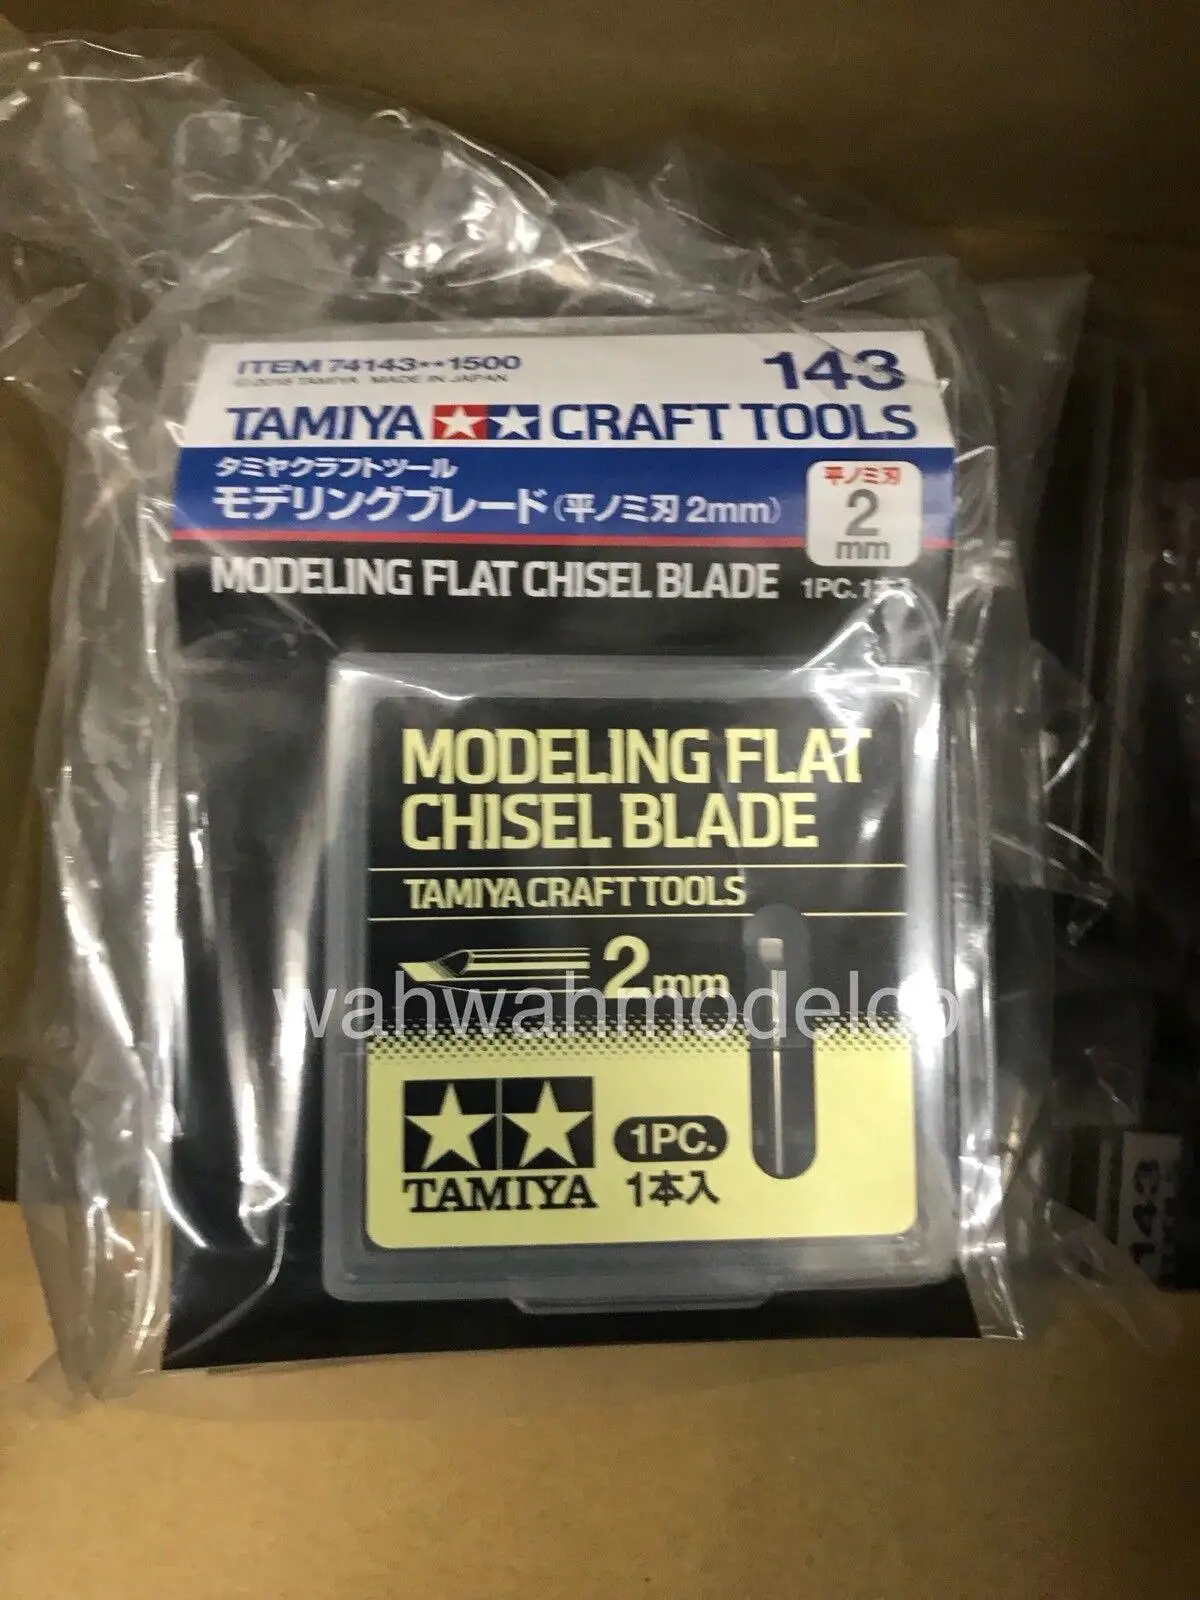 ITEM 74143**1500
©2018 TAMIYA MADE IN JAPAN
143
TAMIYA CRAFT TOOLS
タミヤクラフトツール
モデリングブレード(平ノミ刃 2mm)
平ノミ刃
2
mm
MODELING FLAT CHISEL BLADE
1PC.1本入
MODELING FLAT
CHISEL BLADE
TAMIYA CRAFT TOOLS
2mm
wahwahmodelco
1PC.
TAMIYA
1本入
143